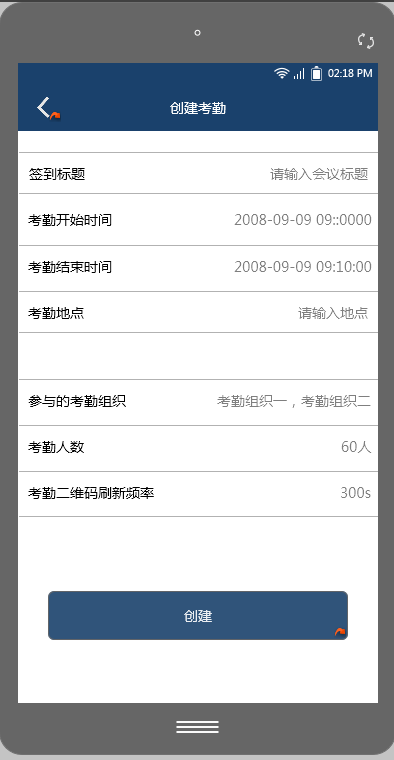 02:18 PM
创建考勤
签到标题 请输入会议标题
考勤开始时间 2008-09-09 09::0000
考勤结束时间 2008-09-09 09:10:00
考勤地点 请输入地点
参与的考勤组织 考勤组织一，考勤组织二
考勤人数 60人
考勤二维码刷新频率 300s
创建